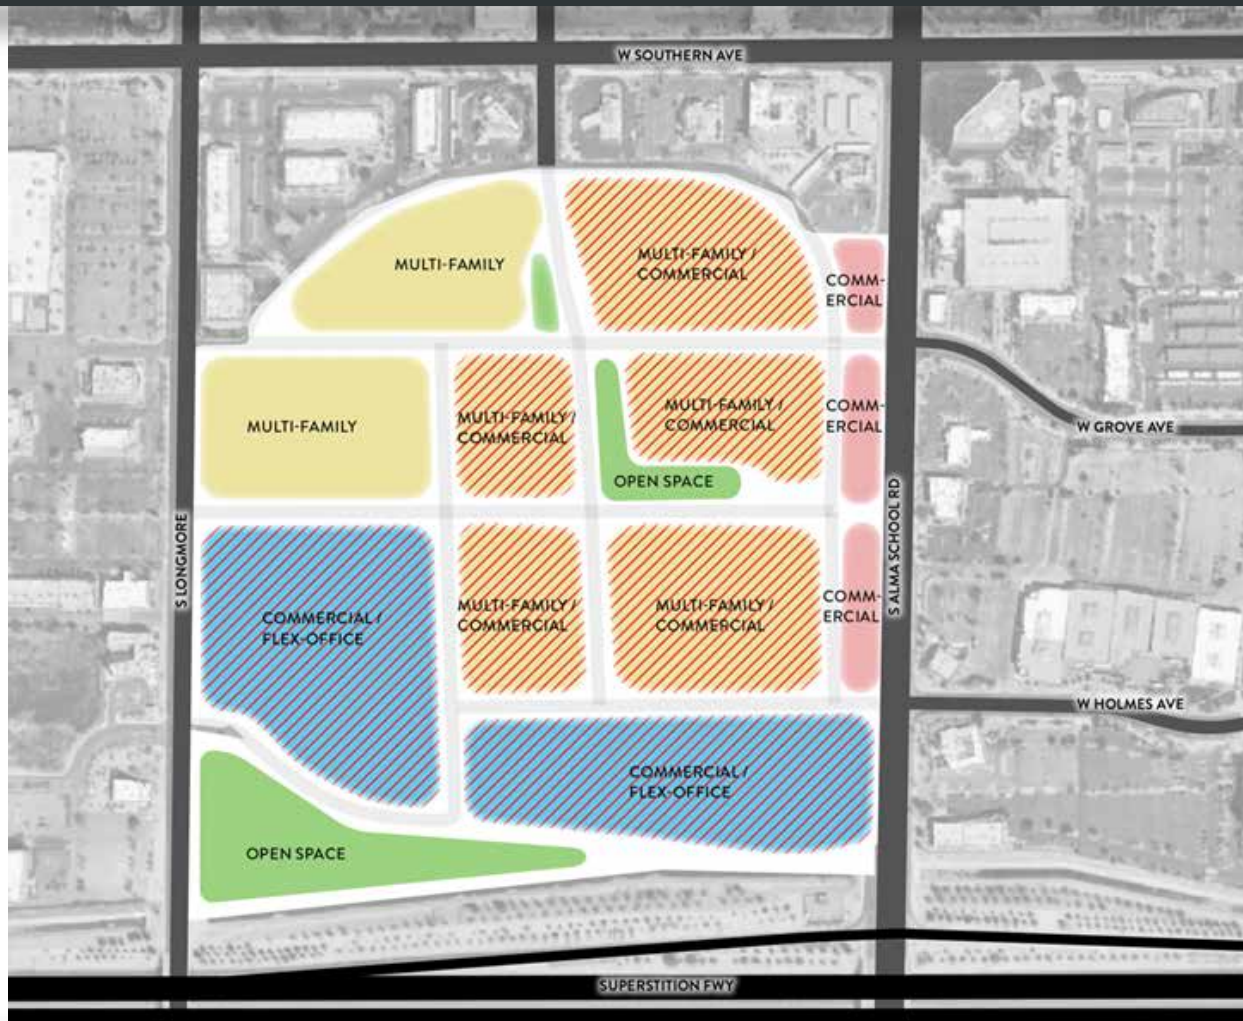 W SOUTHERN AVE
MULTI-FAMILY
MULTI-FAMILY /
COMMERCIAL
COMM-
ERCIAL
MULTI-FAMILY
MULTI-FAMILY /
COMMERCIAL
MULTI-FAMILY /
COMMERCIAL
COMM-
ERCIAL
W GROVE AVE
OPEN SPACE
S LONGMORE
S ALMA SCHOOL RD
COMMERCIAL /
FLEX-OFFICE
MULTI-FAMILY /
COMMERCIAL
MULTI-FAMILY /
COMMERCIAL
COMM-
ERCIAL
W HOLMES AVE
COMMERCIAL /
FLEX-OFFICE
OPEN SPACE
SUPERSTITION FWY